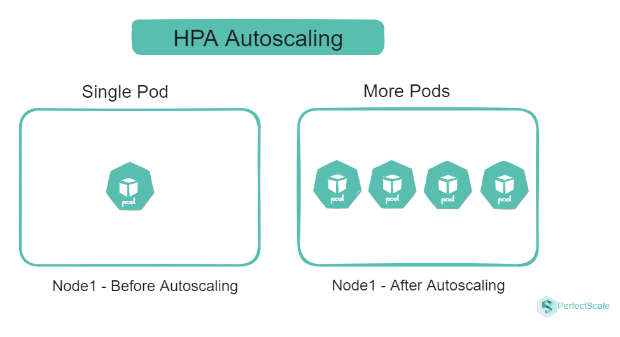 HPA Autoscaling
Single Pod
More Pods
pod
pod
pod
pod
pod
Node1 - Before Autoscaling
Node1 - After Autoscaling
PerfectScale